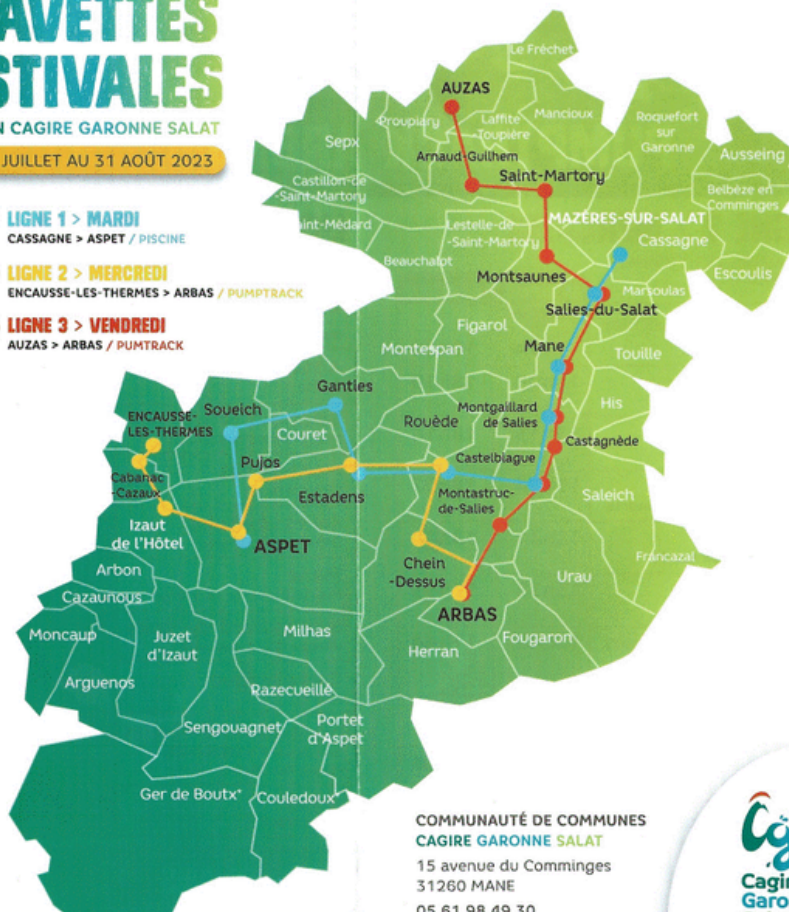 AVETTES
STIVALES
N CAGIRE GARONNE SALAT
JUILLET AU 31 AOÛT 2023
LIGNE 1 > MARDI
CASSAGNE > ASPET / PISCINE
LIGNE 2 > MERCREDI
ENCAUSSE-LES-THERMES > ARBAS / PUMPTRACK
LIGNE 3 > VENDREDI
AUZAS > ARBAS / PUMTRACK
Le Fréchet
AUZAS
Proupiary
Laffite
-Toupière
Mancioux
Roquefort
sur
Garonne
Sepx
Arnaud-Guilhem
Ausseing
Castillon-de
-Saint-Martory
Saint-Martory
Belbèze en
Comminges
int-Médard
Lestelle-de-
-Saint-Martory
MAZÈRES-SUR-SALAT
Cassagne
Beauchalot
Montsaunes
Escoulis
Marsoulas
Salies-du-Salat
Figarol
Montespan
Mane
Touille
Ganties
His
ENCAUSSE-
LES-THERMES
Soueich
Couret
Rouède
Montgaillard
de Salies
Castagnède
Pujos
Castelbiague
Cabanac
-Cazaux
Estadens
Montastruc-
de-Salies
Saleich
Izaut
de l'Hôtel
ASPET
Francazal
Arbon
Chein
-Dessus
Urau
Cazaunous
ARBAS
Moncaup
Juzet
d'Izaut
Milhas
Herran
Fougaron
Arguenos
Razecueillé
Sengouagnet
Portet
d'Aspet
Ger de Boutx*
Couledoux*
COMMUNAUTÉ DE COMMUNES
CAGIRE GARONNE SALAT
15 avenue du Comminges
31260 MANE
05 61 98 49 30
Cagir
Garo